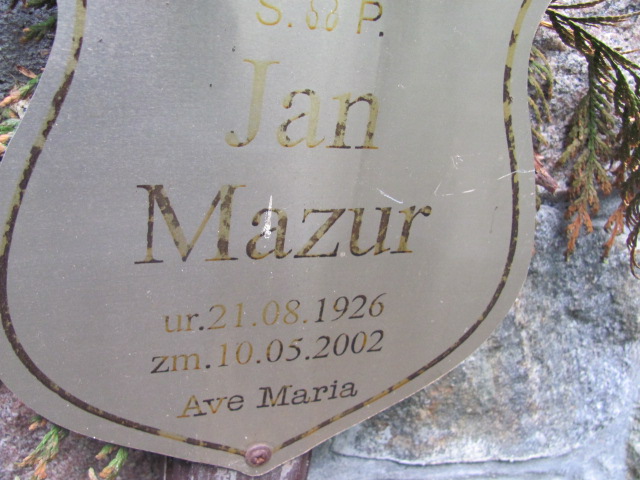 S. P.
Jan
Mazur
ur.21.08.1926
zm.10.05.2002
Ave Maria